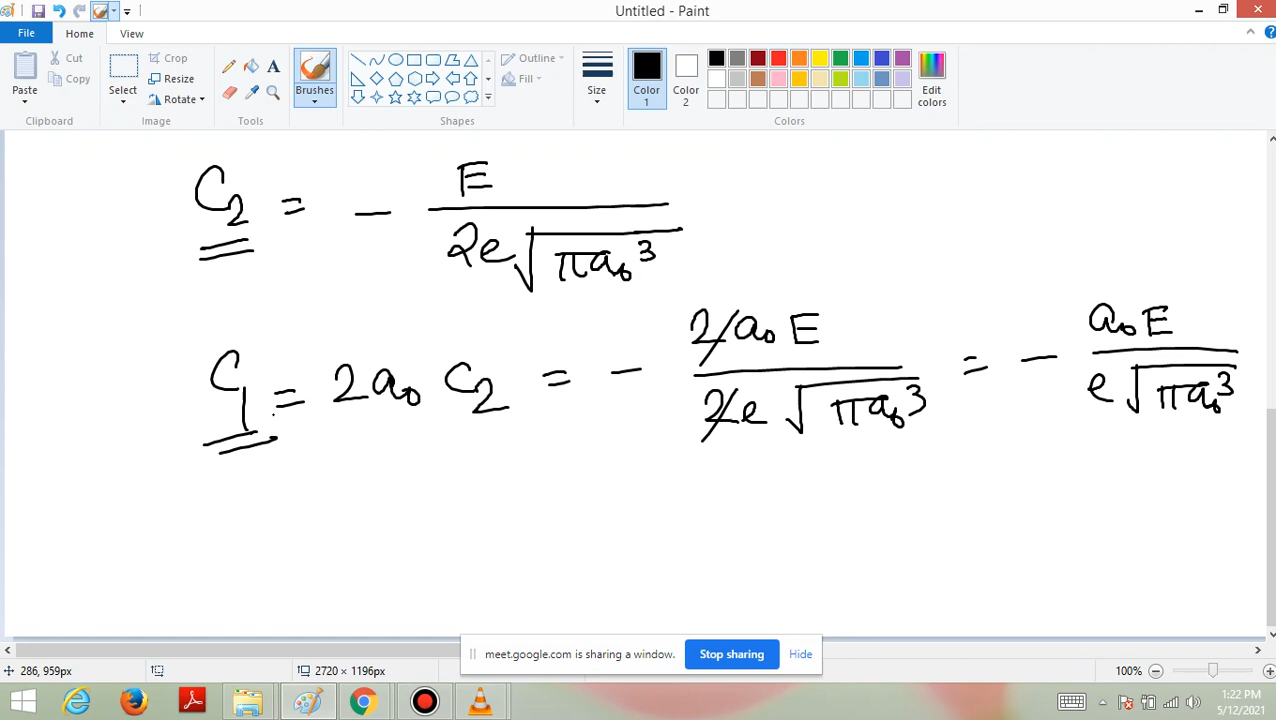 Untitled - Paint
File Home View
Paste Cut Copy Clipboard
Select Crop Resize Rotate Image
Tools
Brushes
Outline Fill Shapes
Size
Color 1 Color 2 Edit colors Colors
C₂ = - E / 2e√(πa₀³)
C₁ = 2a₀ C₂ = - 2a₀E / 2e√(πa₀³) = - a₀E / e√(πa₀³)
meet.google.com is sharing a window. Stop sharing Hide
286, 959px 2720 × 1196px 100%
1:22 PM
5/12/2021